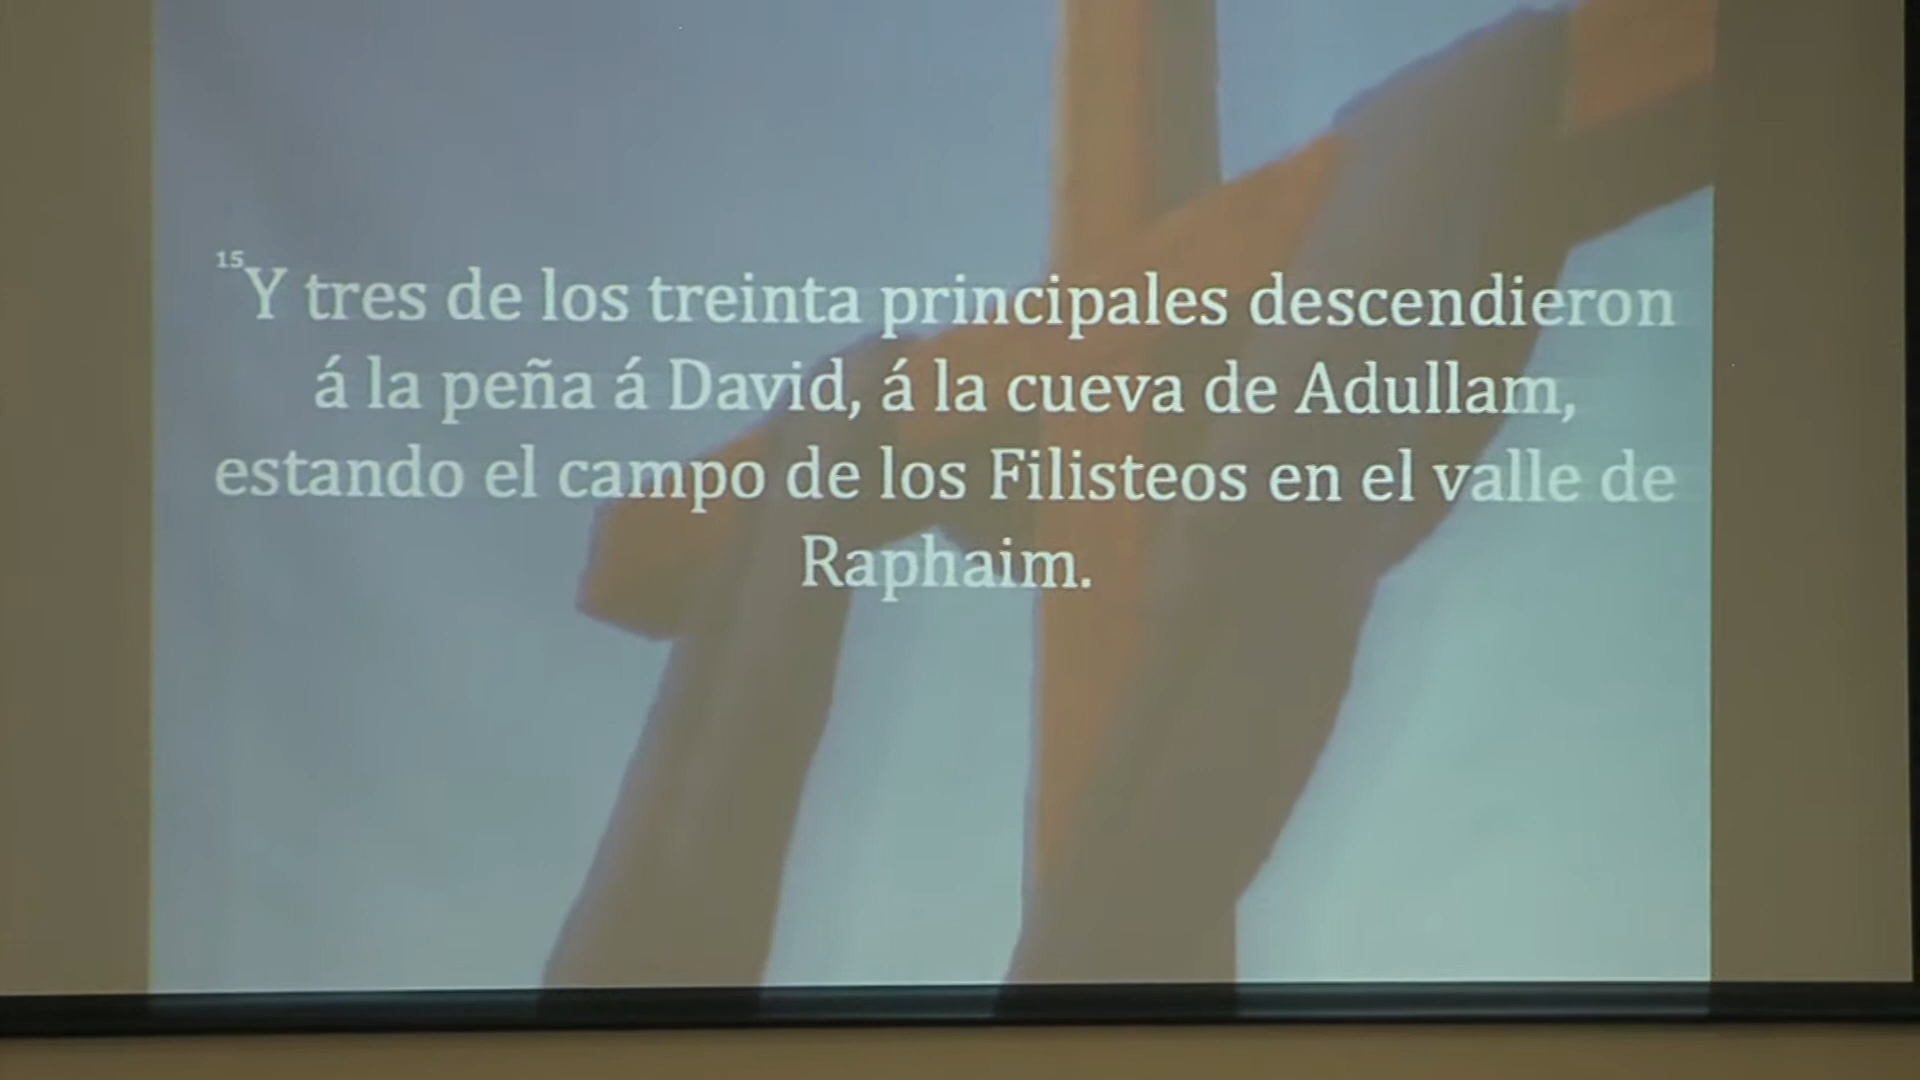 15Y tres de los treinta principales descendieron
á la peña á David, á la cueva de Adullam,
estando el campo de los Filisteos en el valle de
Raphaim.